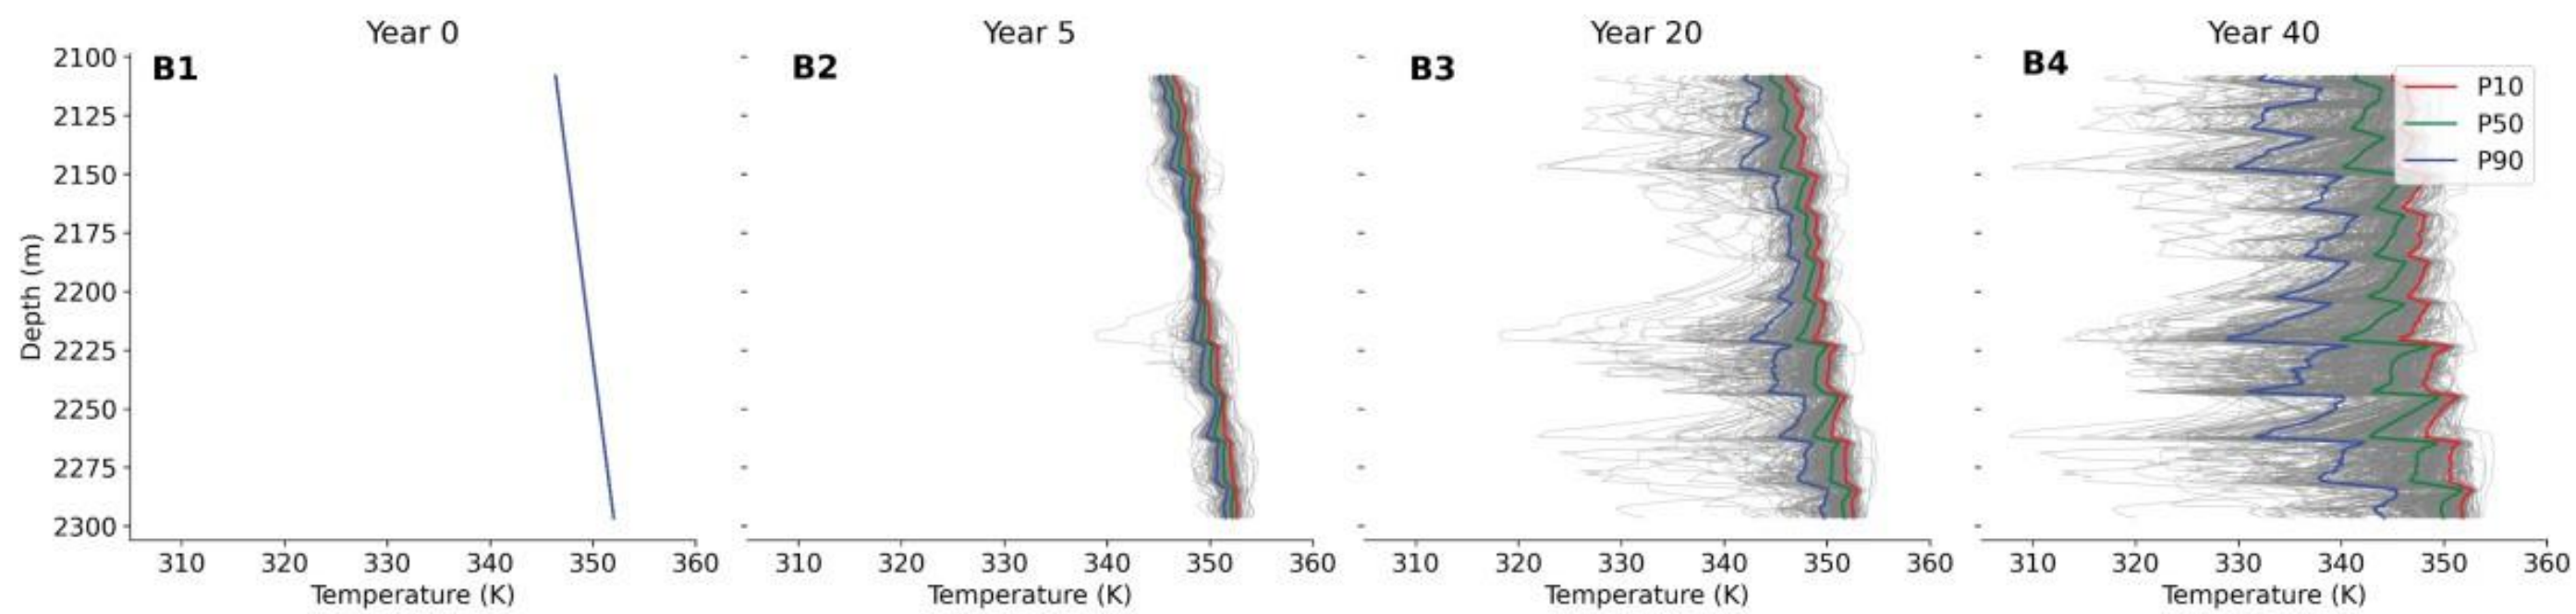 Year 0
Year 5
Year 20
Year 40
B1
B2
B3
B4
P10
P50
P90
Depth (m)
2100
2125
2150
2175
2200
2225
2250
2275
2300
310 320 330 340 350 360
310 320 330 340 350 360
310 320 330 340 350 360
310 320 330 340 350 360
Temperature (K)
Temperature (K)
Temperature (K)
Temperature (K)